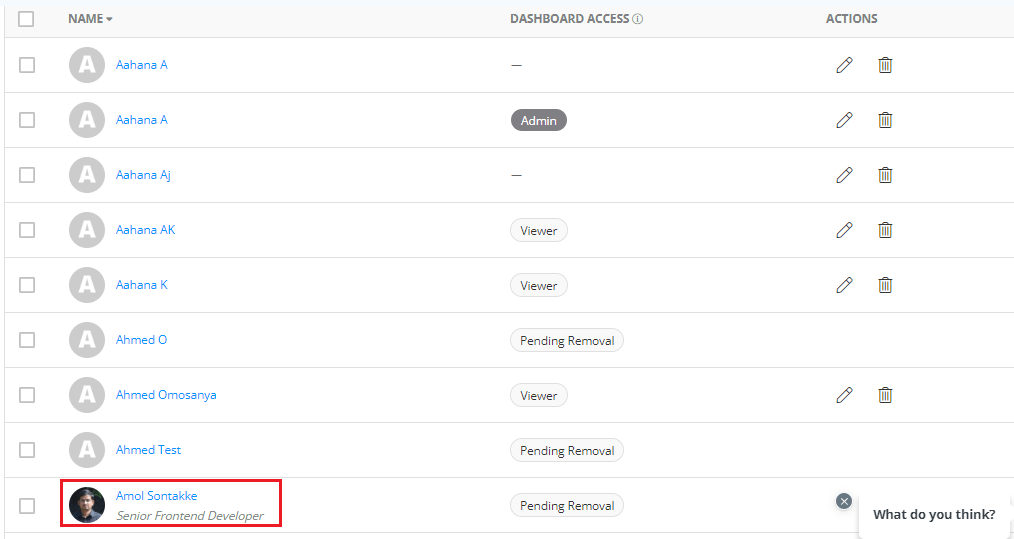 NAME DASHBOARD ACCESS ACTIONS
A Aahana A —
A Aahana A Admin
A Aahana Aj —
A Aahana AK Viewer
A Aahana K Viewer
A Ahmed O Pending Removal
A Ahmed Omosanya Viewer
A Ahmed Test Pending Removal
Amol Sontakke
Senior Frontend Developer
Pending Removal
What do you think?